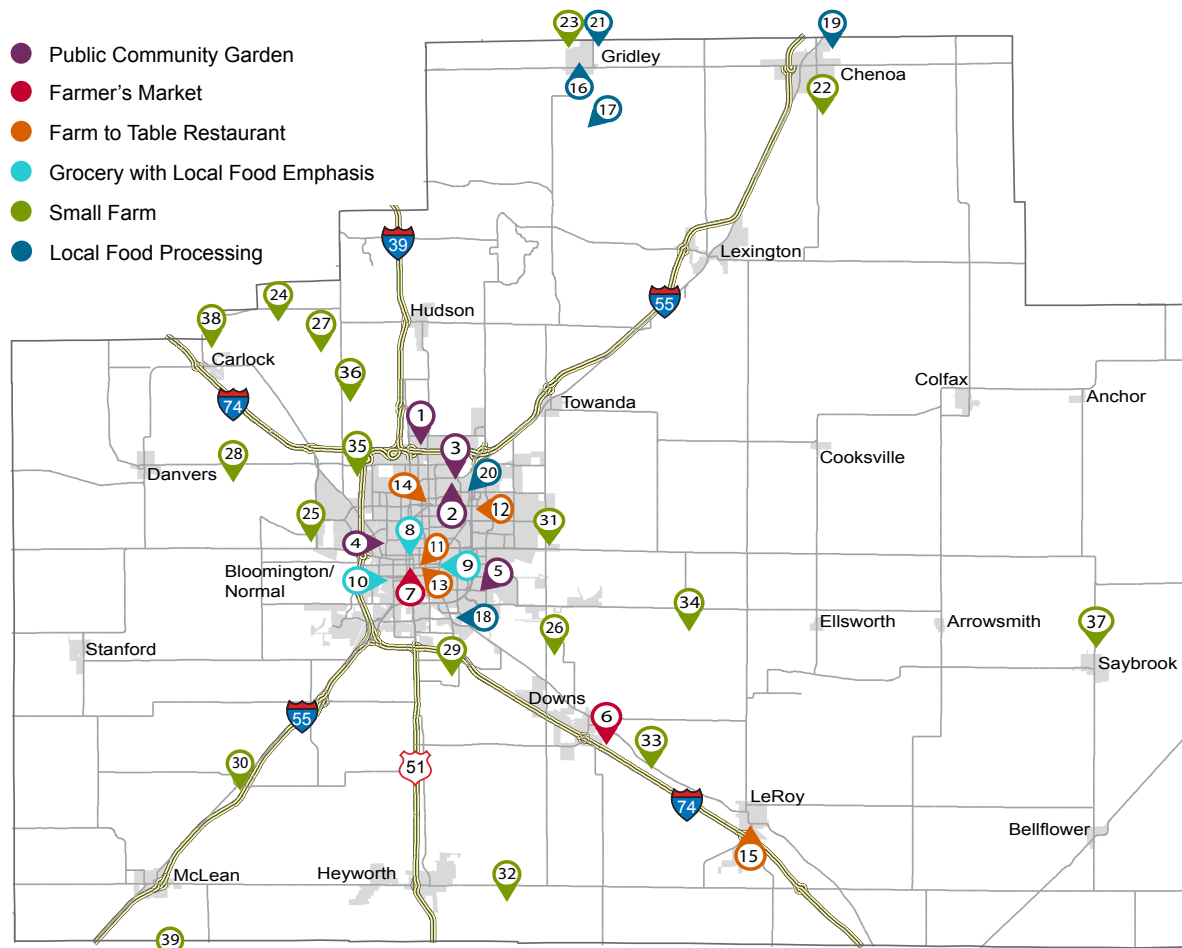 Public Community Garden
Farmer's Market
Farm to Table Restaurant
Grocery with Local Food Emphasis
Small Farm
Local Food Processing
23
21
19
Gridley
Chenoa
16
22
17
39
Lexington
24
55
Hudson
38
27
Carlock
36
74
Colfax
Anchor
Towanda
1
35
3
Cooksville
28
Danvers
20
14
2
12
25
8
31
4
11
9
5
Bloomington/
Normal
10
7
13
34
18
Ellsworth
Arrowsmith
37
26
Stanford
29
Saybrook
Downs
55
6
33
30
51
74
LeRoy
Bellflower
15
McLean
Heyworth
32
39